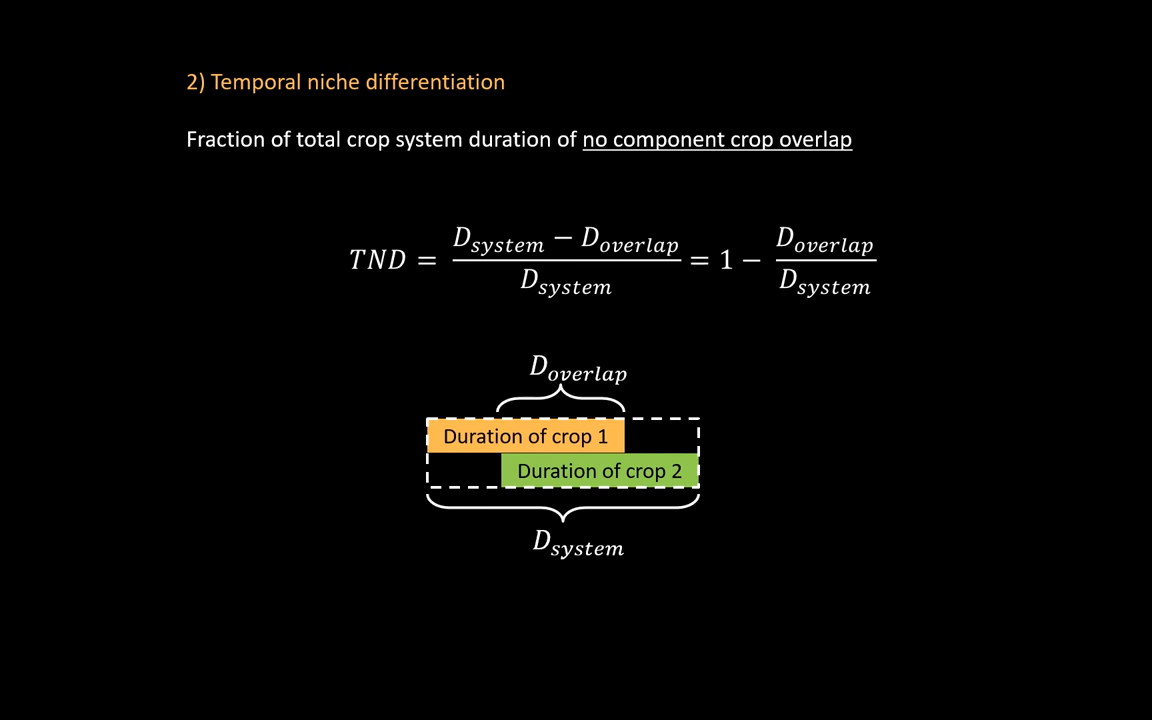 2) Temporal niche differentiation
Fraction of total crop system duration of no component crop overlap
TND = (D_system − D_overlap) / D_system = 1 − D_overlap / D_system
D_overlap
Duration of crop 1
Duration of crop 2
D_system